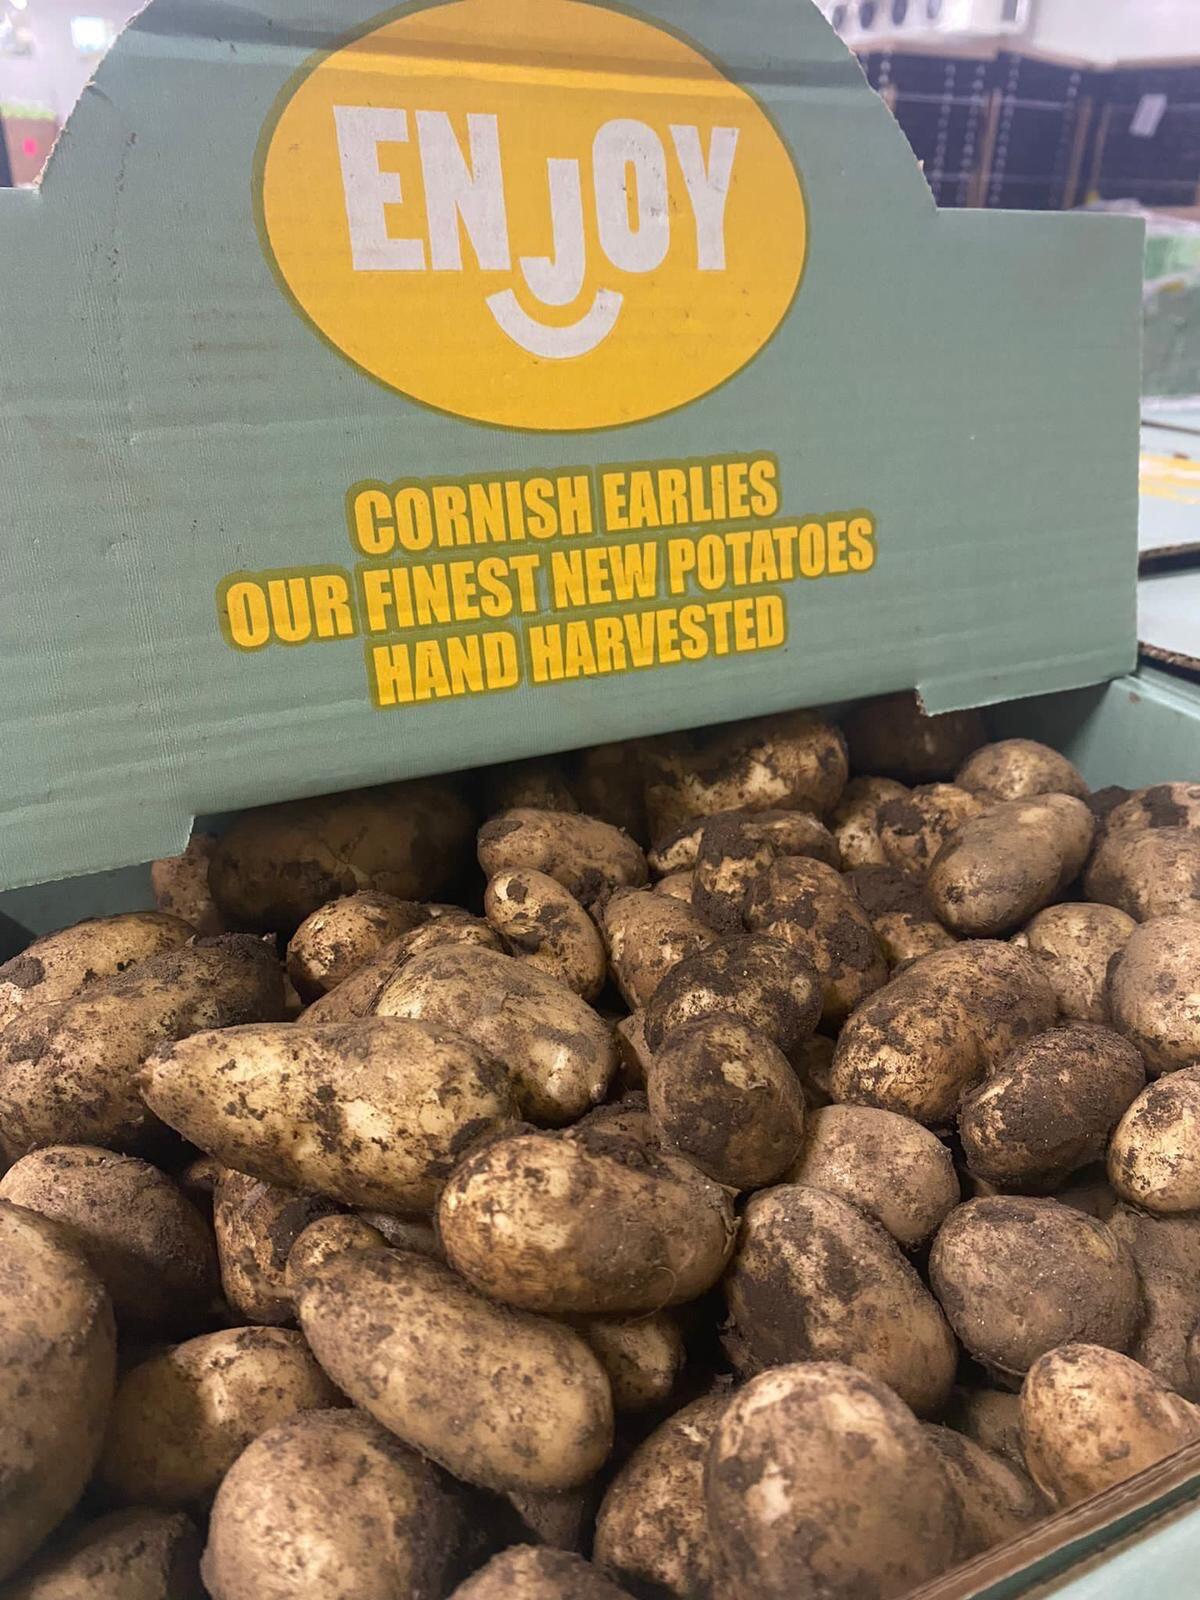 ENJOY
CORNISH EARLIES
OUR FINEST NEW POTATOES
HAND HARVESTED